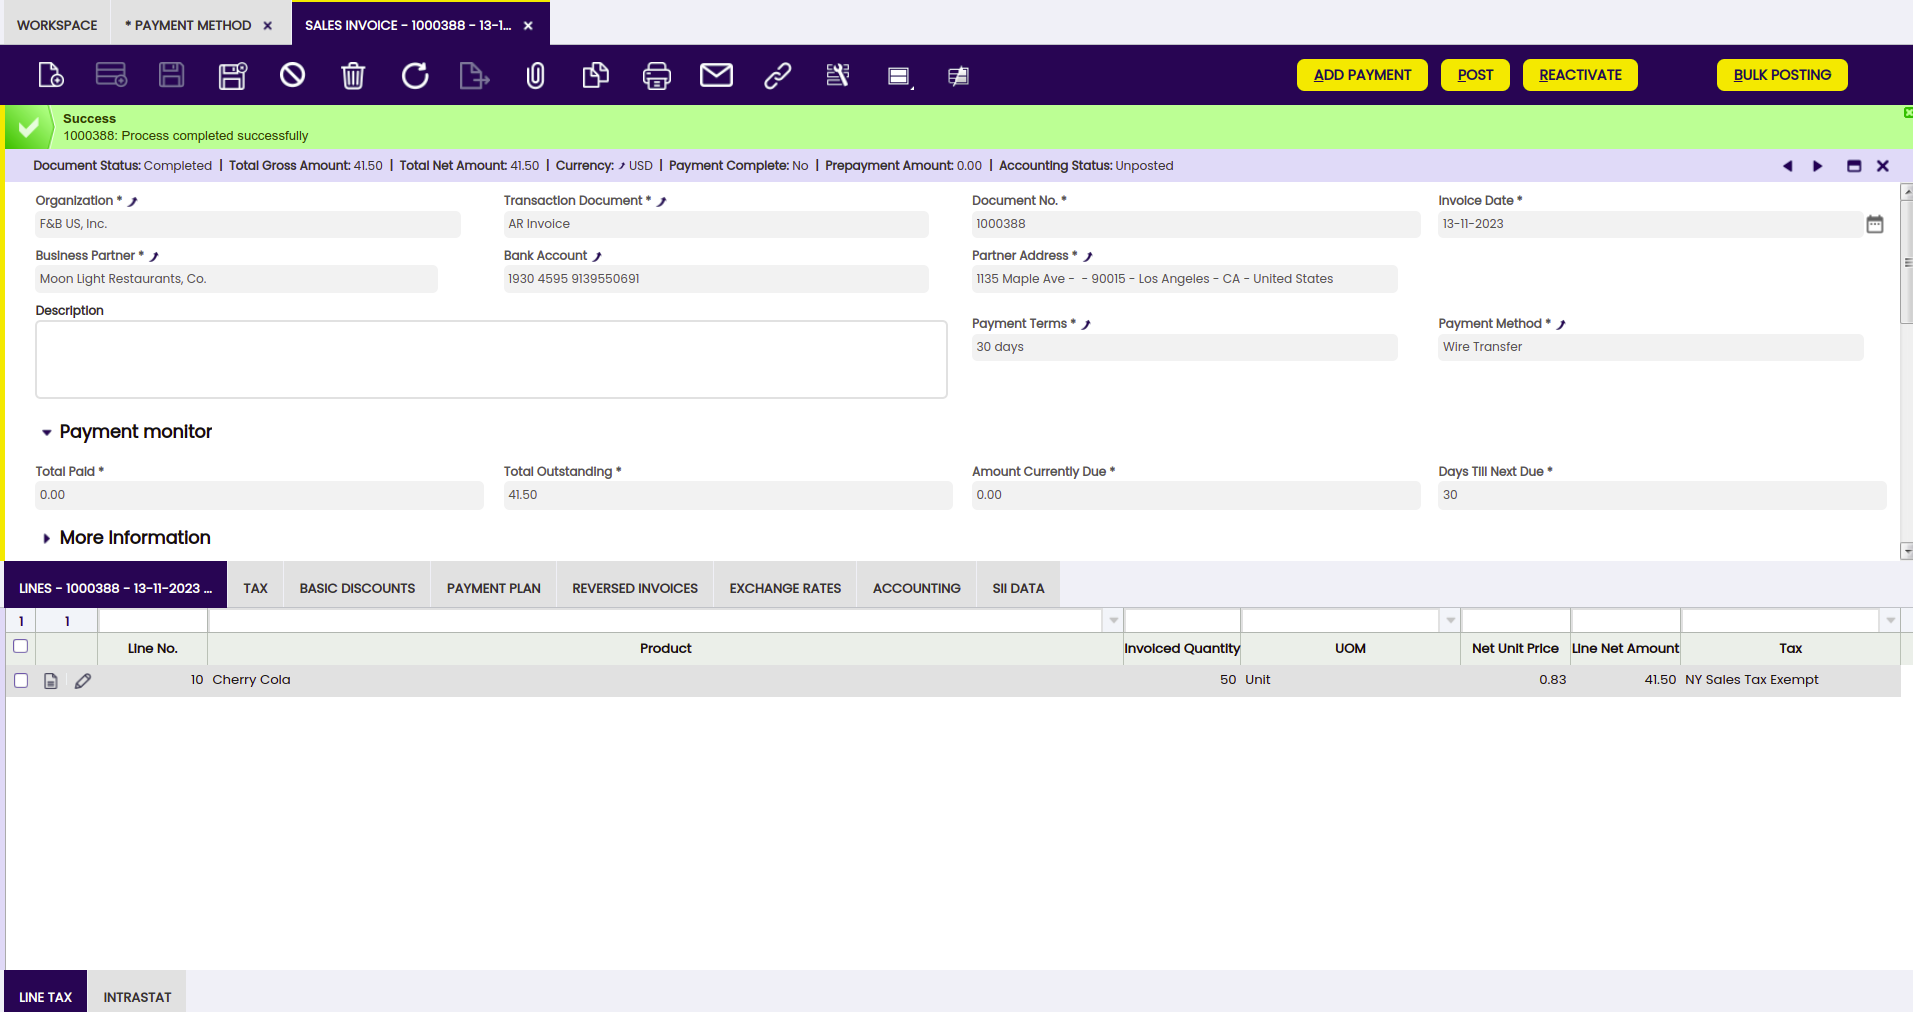 WORKSPACE * PAYMENT METHOD SALES INVOICE - 1000388 - 13-1...
ADD PAYMENT POST REACTIVATE BULK POSTING
Success
1000388: Process completed successfully
Document Status: Completed | Total Gross Amount: 41.50 | Total Net Amount: 41.50 | Currency: USD | Payment Complete: No | Prepayment Amount: 0.00 | Accounting Status: Unposted
Organization * Transaction Document * Document No. * Invoice Date *
F&B US, Inc. AR Invoice 1000388 13-11-2023
Business Partner * Bank Account Partner Address *
Moon Light Restaurants, Co. 1930 4595 9139550691 1135 Maple Ave - - 90015 - Los Angeles - CA - United States
Description
Payment Terms * Payment Method *
30 days Wire Transfer
Payment monitor
Total Paid * Total Outstanding * Amount Currently Due * Days Till Next Due *
0.00 41.50 0.00 30
More Information
LINES - 1000388 - 13-11-2023 ... TAX BASIC DISCOUNTS PAYMENT PLAN REVERSED INVOICES EXCHANGE RATES ACCOUNTING SII DATA
1 1
Line No. Product Invoiced Quantity UOM Net Unit Price Line Net Amount Tax
10 Cherry Cola 50 Unit 0.83 41.50 NY Sales Tax Exempt
LINE TAX INTRASTAT